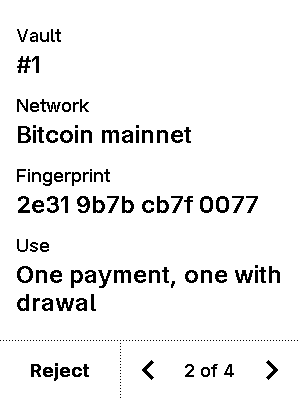 Vault
#1
Network
Bitcoin mainnet
Fingerprint
2e31 9b7b cb7f 0077
Use
One payment, one with
drawal
Reject
2 of 4